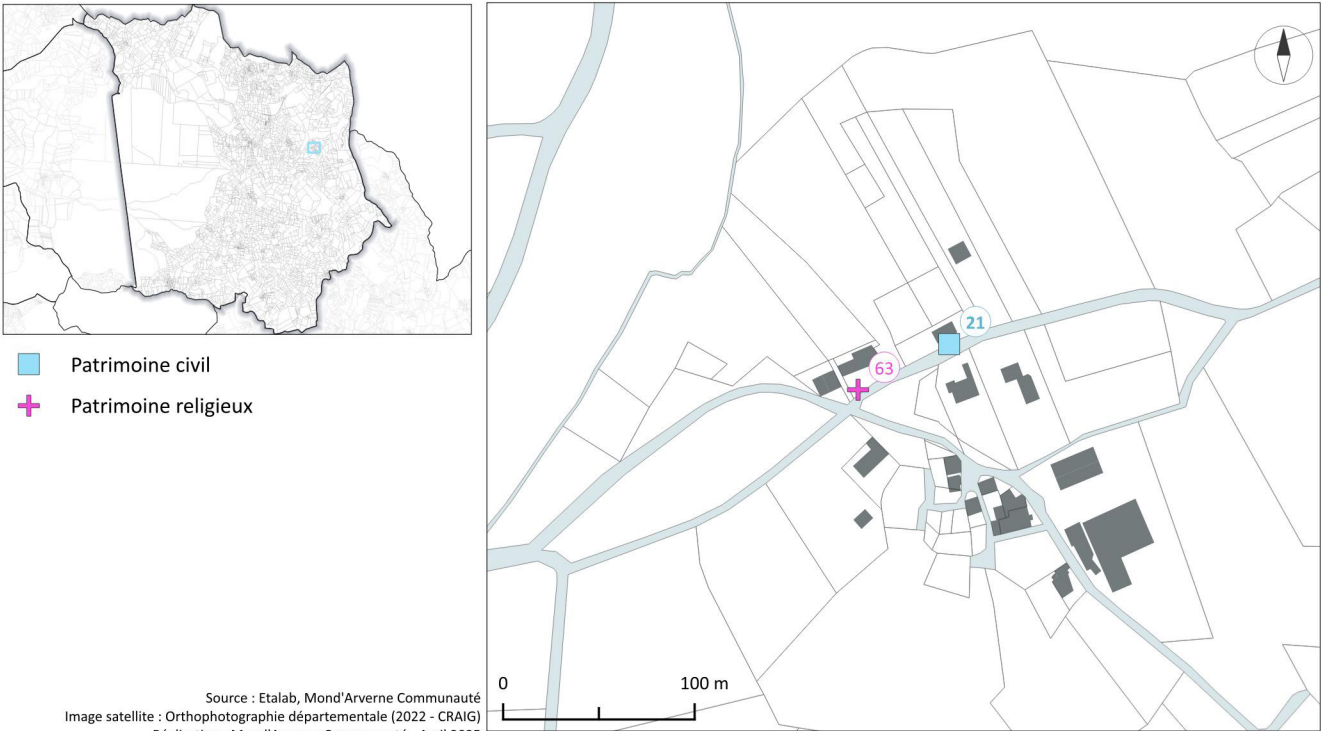 Patrimoine civil
Patrimoine religieux
21
63
0 100 m
Source : Etalab, Mond'Arverne Communauté
Image satellite : Orthophotographie départementale (2022 - CRAIG)